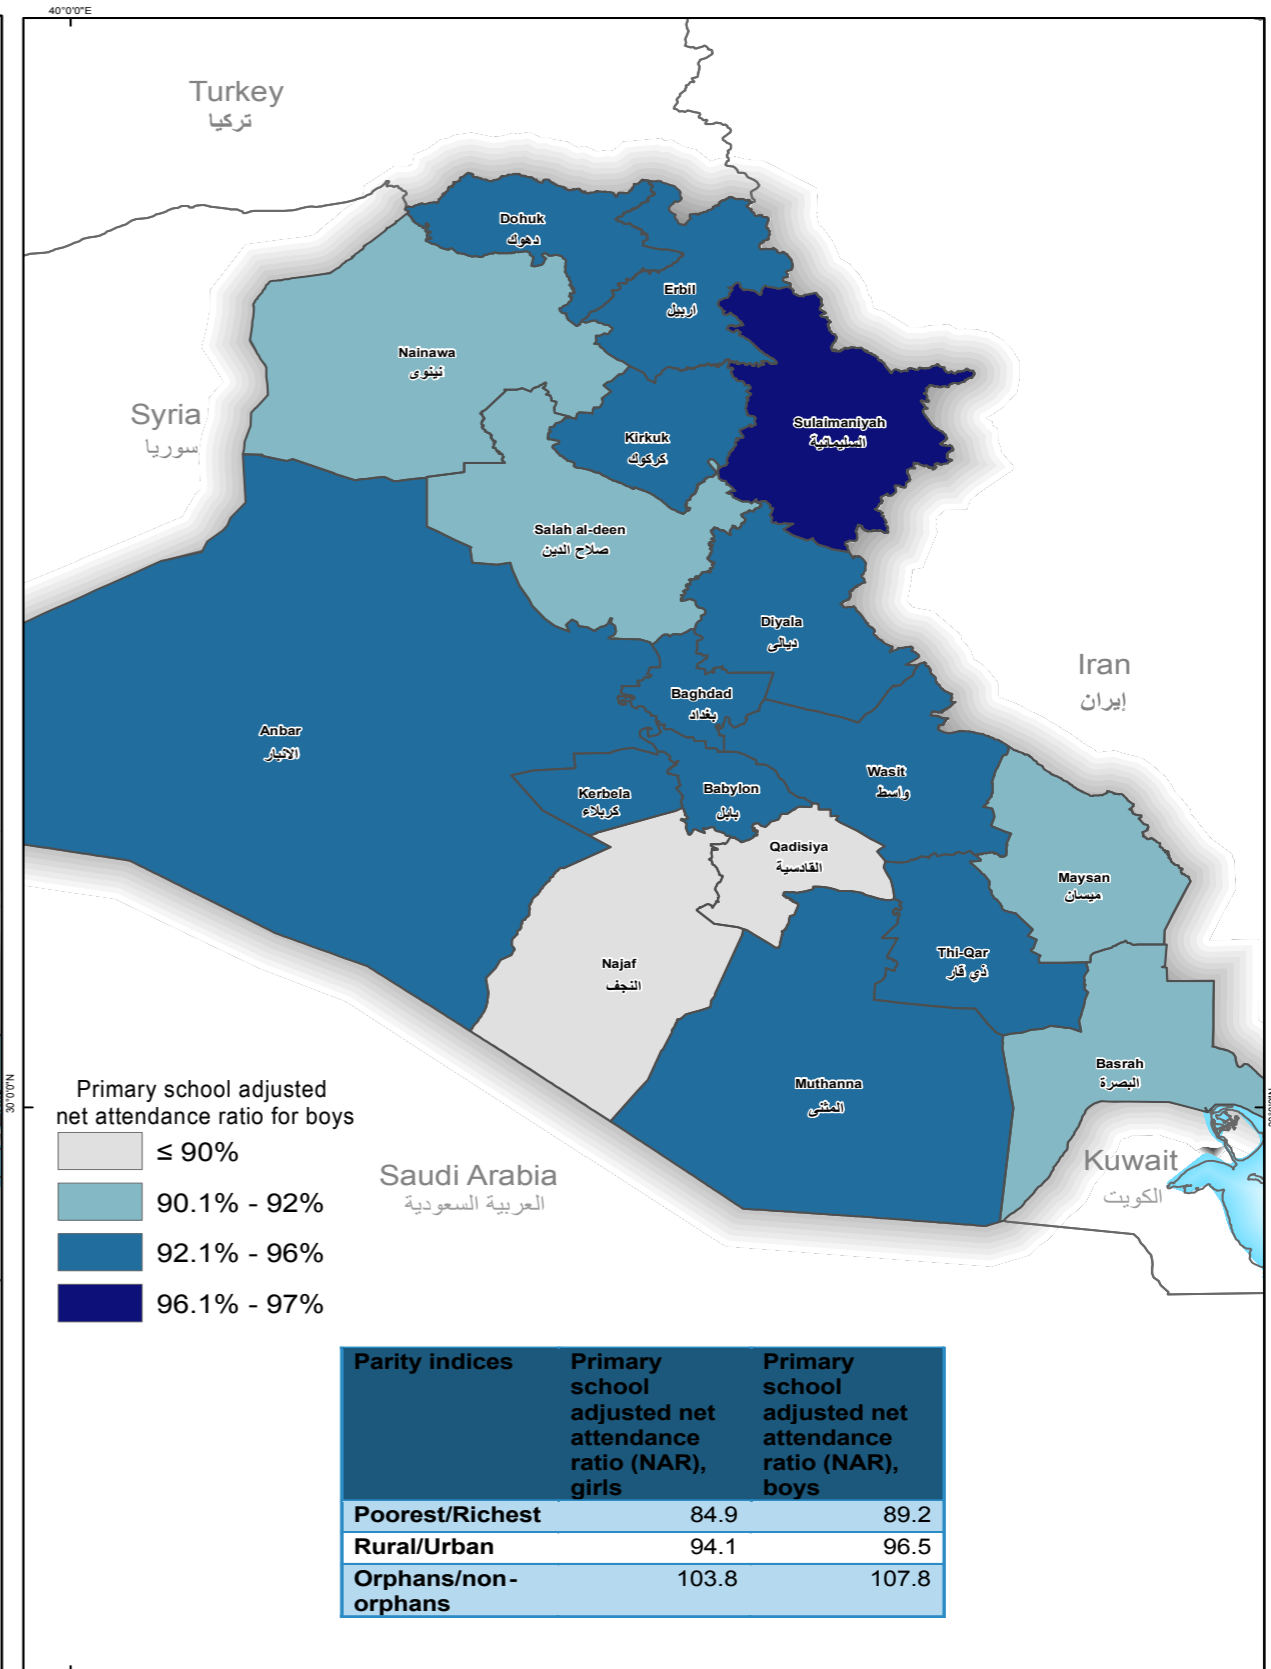 40°0'0"E
Turkey
تركيا
Dohuk
دهوك
Erbil
اربيل
Nainawa
نينوى
Syria
سوريا
Sulaimaniyah
السليمانية
Kirkuk
كركوك
Salah al-deen
صلاح الدين
Diyala
ديالى
Iran
إيران
Baghdad
بغداد
Anbar
الانبار
Wasit
واسط
Kerbela
كربلاء
Babylon
بابل
Qadisiya
القادسية
Maysan
ميسان
Thi-Qar
ذي قار
Najaf
النجف
Basrah
البصرة
Muthanna
المثنى
30°0'0"N
30°0'0"N
Kuwait
الكويت
Saudi Arabia
العربية السعودية
Primary school adjusted
net attendance ratio for boys
≤ 90%
90.1% - 92%
92.1% - 96%
96.1% - 97%
Parity indices
Primary
school
adjusted net
attendance
ratio (NAR),
girls
Primary
school
adjusted net
attendance
ratio (NAR),
boys
Poorest/Richest 84.9 89.2
Rural/Urban 94.1 96.5
Orphans/non- 103.8 107.8
orphans